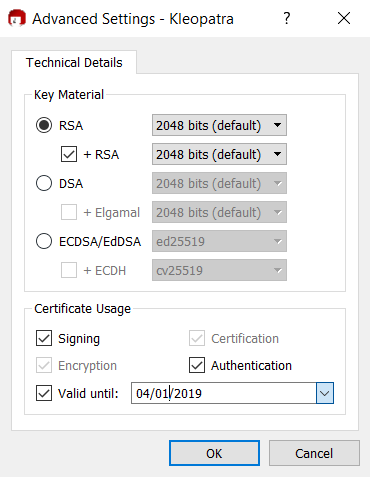 Advanced Settings - Kleopatra ?
Technical Details
Key Material
RSA 2048 bits (default)
+ RSA 2048 bits (default)
DSA 2048 bits (default)
+ Elgamal 2048 bits (default)
ECDSA/EdDSA ed25519
+ ECDH cv25519
Certificate Usage
Signing Certification
Encryption Authentication
Valid until: 04/01/2019
OK Cancel